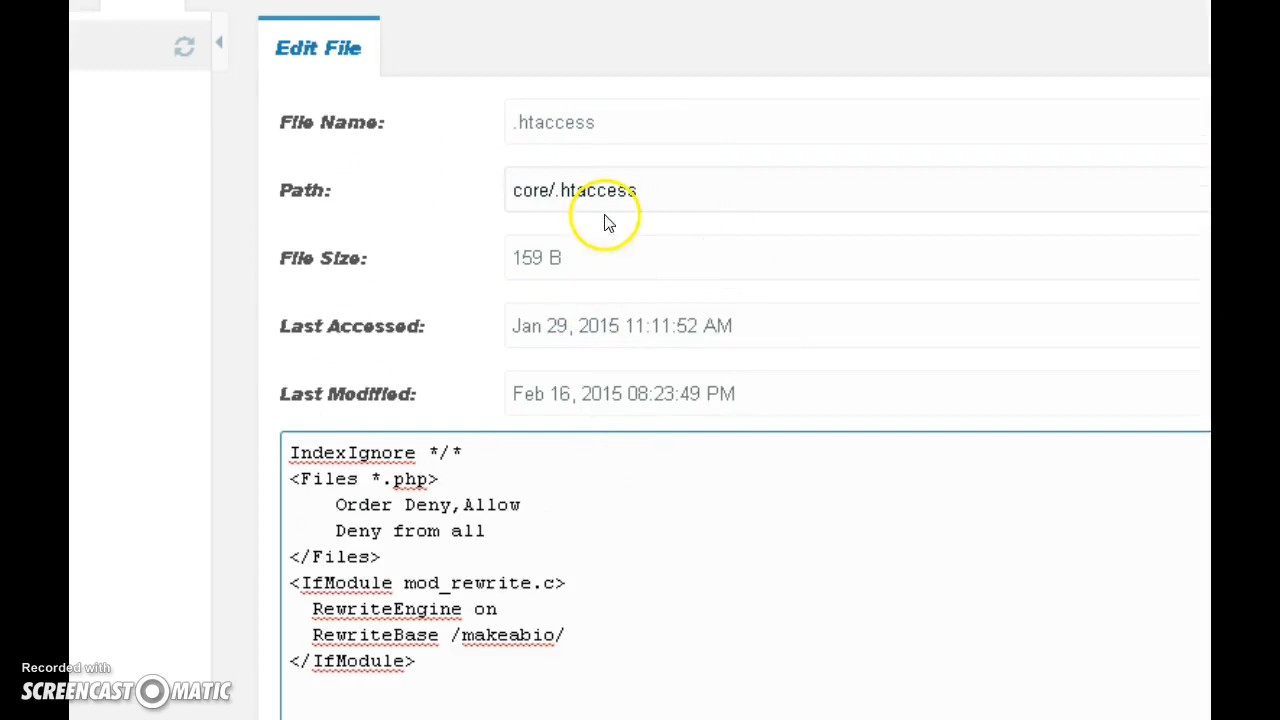 Edit File
File Name: .htaccess
Path: core/.htaccess
File Size: 159 B
Last Accessed: Jan 29, 2015 11:11:52 AM
Last Modified: Feb 16, 2015 08:23:49 PM
IndexIgnore */*
<Files *.php>
    Order Deny,Allow
    Deny from all
</Files>
<IfModule mod_rewrite.c>
  RewriteEngine on
  RewriteBase /makeabio/
</IfModule>
Recorded with
SCREENCAST-O-MATIC